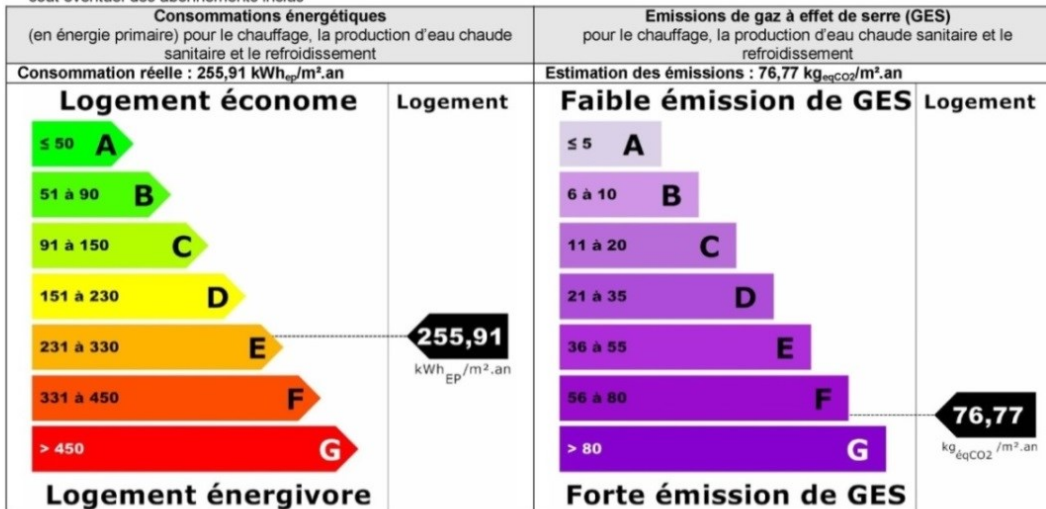 coût éventuel des abonnements inclus
Consommations énergétiques
(en énergie primaire) pour le chauffage, la production d'eau chaude
sanitaire et le refroidissement
Consommation réelle : 255,91 kWhep/m².an
Logement économe
Logement
≤ 50 A
51 à 90 B
91 à 150 C
151 à 230 D
231 à 330 E
331 à 450 F
> 450 G
255,91
kWhEP/m².an
Logement énergivore
Emissions de gaz à effet de serre (GES)
pour le chauffage, la production d'eau chaude sanitaire et le
refroidissement
Estimation des émissions : 76,77 kgeqCO2/m².an
Faible émission de GES
Logement
≤ 5 A
6 à 10 B
11 à 20 C
21 à 35 D
36 à 55 E
56 à 80 F
> 80 G
76,77
kgéqCO2 /m².an
Forte émission de GES